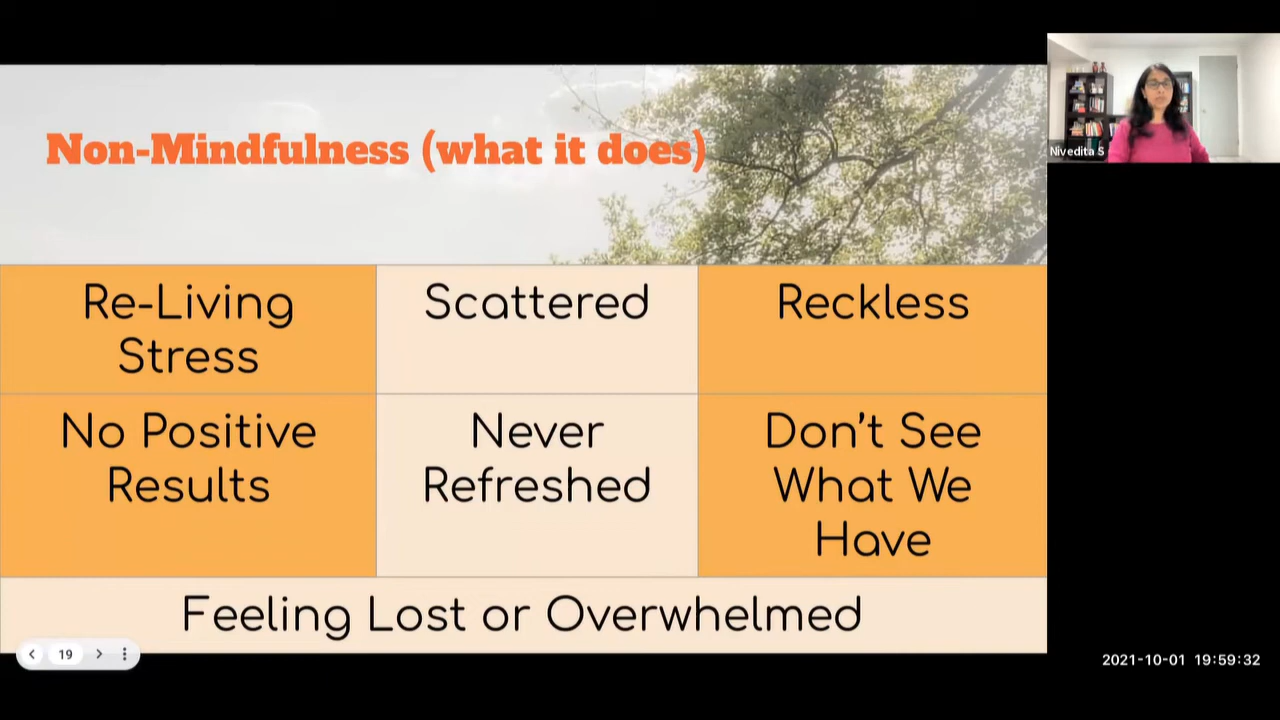 Non-Mindfulness (what it does)
Nivedita S
Re-Living
Stress
Scattered
Reckless
No Positive
Results
Never
Refreshed
Don't See
What We
Have
Feeling Lost or Overwhelmed
19
2021-10-01 19:59:32